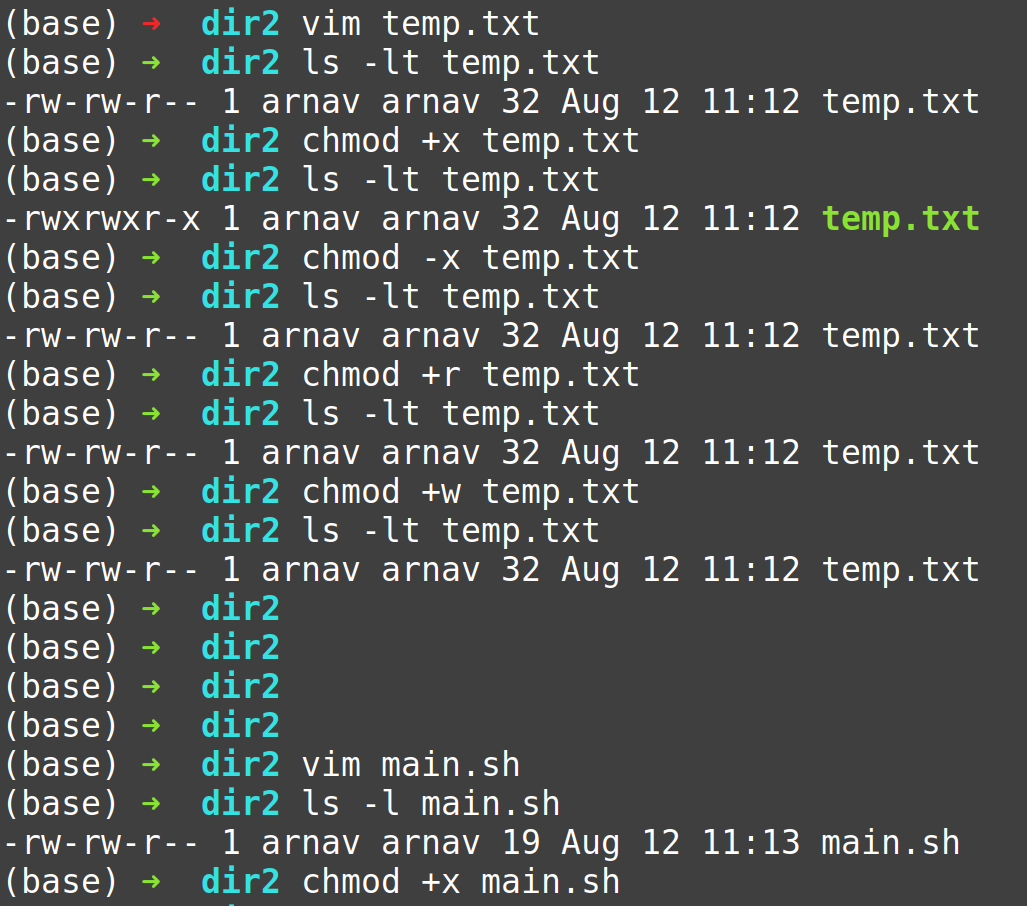 (base) ➜  dir2 vim temp.txt
(base) ➜  dir2 ls -lt temp.txt
-rw-rw-r-- 1 arnav arnav 32 Aug 12 11:12 temp.txt
(base) ➜  dir2 chmod +x temp.txt
(base) ➜  dir2 ls -lt temp.txt
-rwxrwxr-x 1 arnav arnav 32 Aug 12 11:12 temp.txt
(base) ➜  dir2 chmod -x temp.txt
(base) ➜  dir2 ls -lt temp.txt
-rw-rw-r-- 1 arnav arnav 32 Aug 12 11:12 temp.txt
(base) ➜  dir2 chmod +r temp.txt
(base) ➜  dir2 ls -lt temp.txt
-rw-rw-r-- 1 arnav arnav 32 Aug 12 11:12 temp.txt
(base) ➜  dir2 chmod +w temp.txt
(base) ➜  dir2 ls -lt temp.txt
-rw-rw-r-- 1 arnav arnav 32 Aug 12 11:12 temp.txt
(base) ➜  dir2
(base) ➜  dir2
(base) ➜  dir2
(base) ➜  dir2
(base) ➜  dir2 vim main.sh
(base) ➜  dir2 ls -l main.sh
-rw-rw-r-- 1 arnav arnav 19 Aug 12 11:13 main.sh
(base) ➜  dir2 chmod +x main.sh